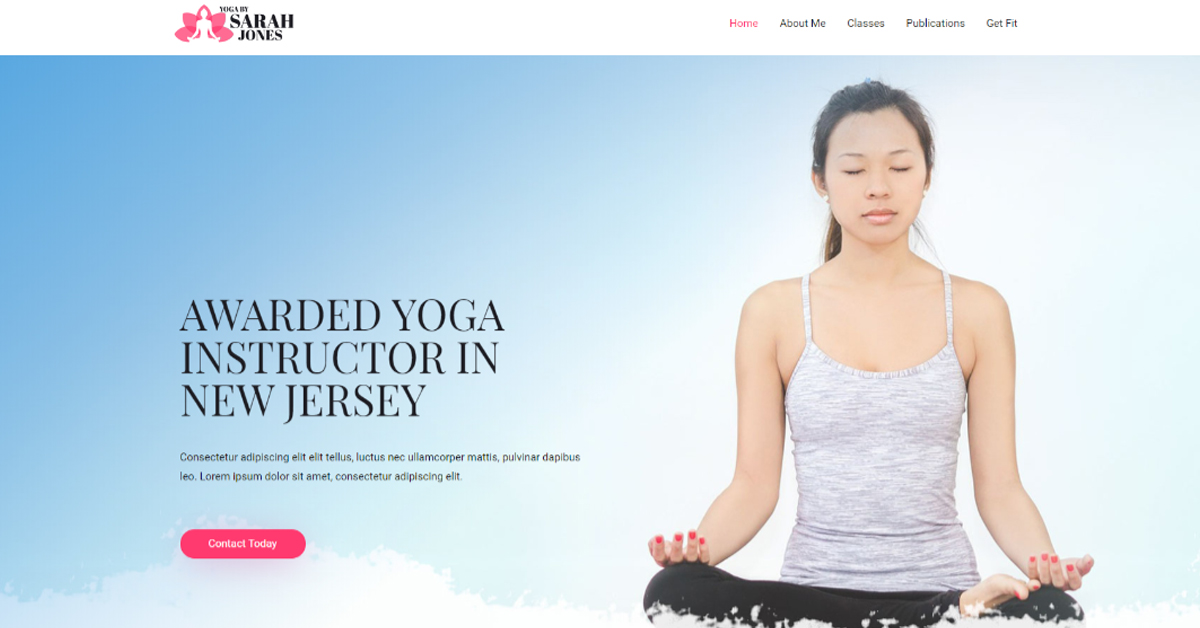 YOGA BY
SARAH
JONES
Home About Me Classes Publications Get Fit
AWARDED YOGA
INSTRUCTOR IN
NEW JERSEY
Consectetur adipiscing elit elit tellus, luctus nec ullamcorper mattis, pulvinar dapibus
leo. Lorem ipsum dolor sit amet, consectetur adipiscing elit.
Contact Today